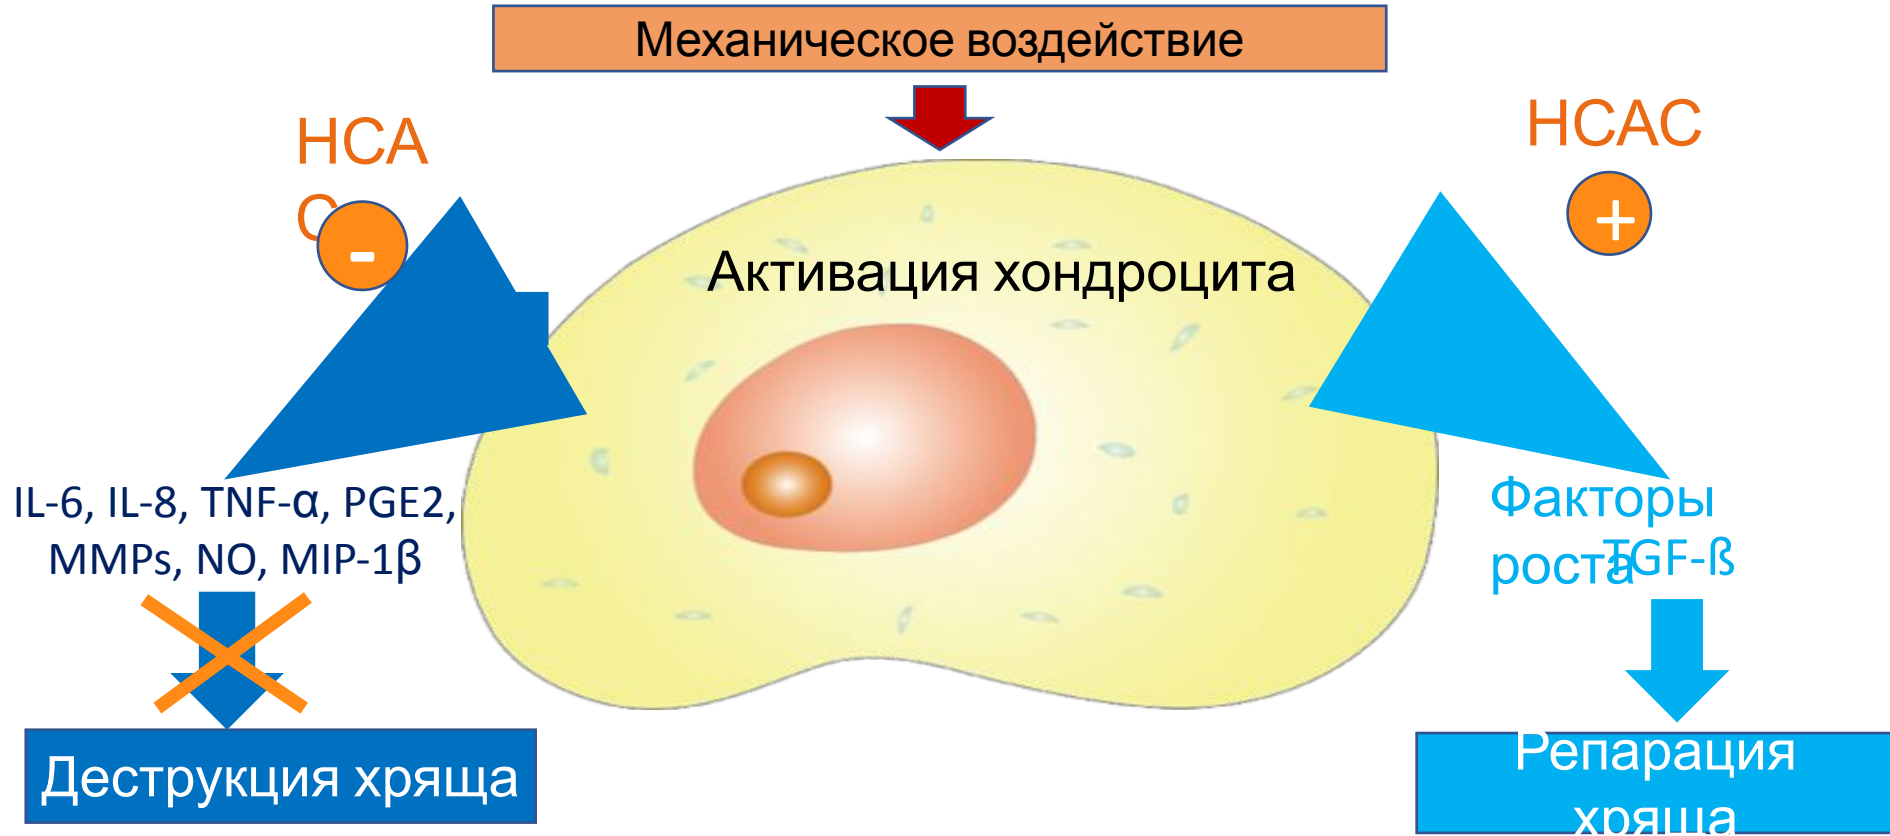 Механическое воздействие
НСА
С
-
НСАС
+
Активация хондроцита
IL-6, IL-8, TNF-α, PGE2,
MMPs, NO, MIP-1β
Факторы
роста
TGF-ß
Деструкция хряща
Репарация
хряща